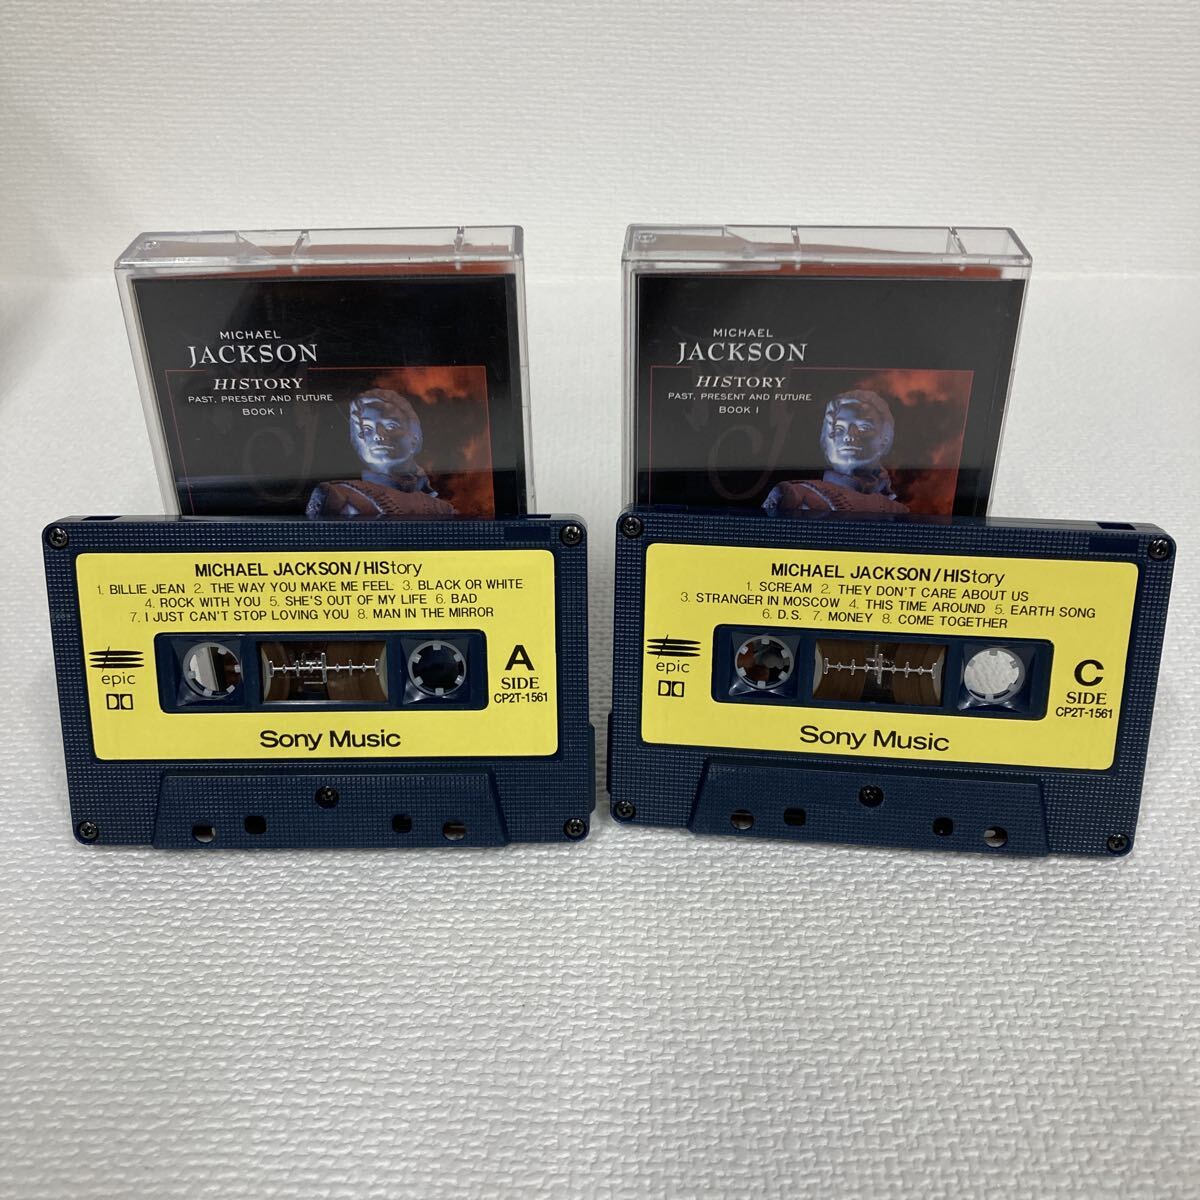 MICHAEL
JACKSON
HISTORY
PAST, PRESENT AND FUTURE
BOOK I
MICHAEL
JACKSON
HISTORY
PAST, PRESENT AND FUTURE
BOOK I
MICHAEL JACKSON/HIStory
1. BILLIE JEAN 2. THE WAY YOU MAKE ME FEEL 3. BLACK OR WHITE
4. ROCK WITH YOU 5. SHE'S OUT OF MY LIFE 6. BAD
7. I JUST CAN'T STOP LOVING YOU 8. MAN IN THE MIRROR
epic
A
SIDE
CP2T-1561
Sony Music
MICHAEL JACKSON/HIStory
1. SCREAM 2. THEY DON'T CARE ABOUT US
3. STRANGER IN MOSCOW 4. THIS TIME AROUND 5. EARTH SONG
6. D.S. 7. MONEY 8. COME TOGETHER
epic
C
SIDE
CP2T-1561
Sony Music